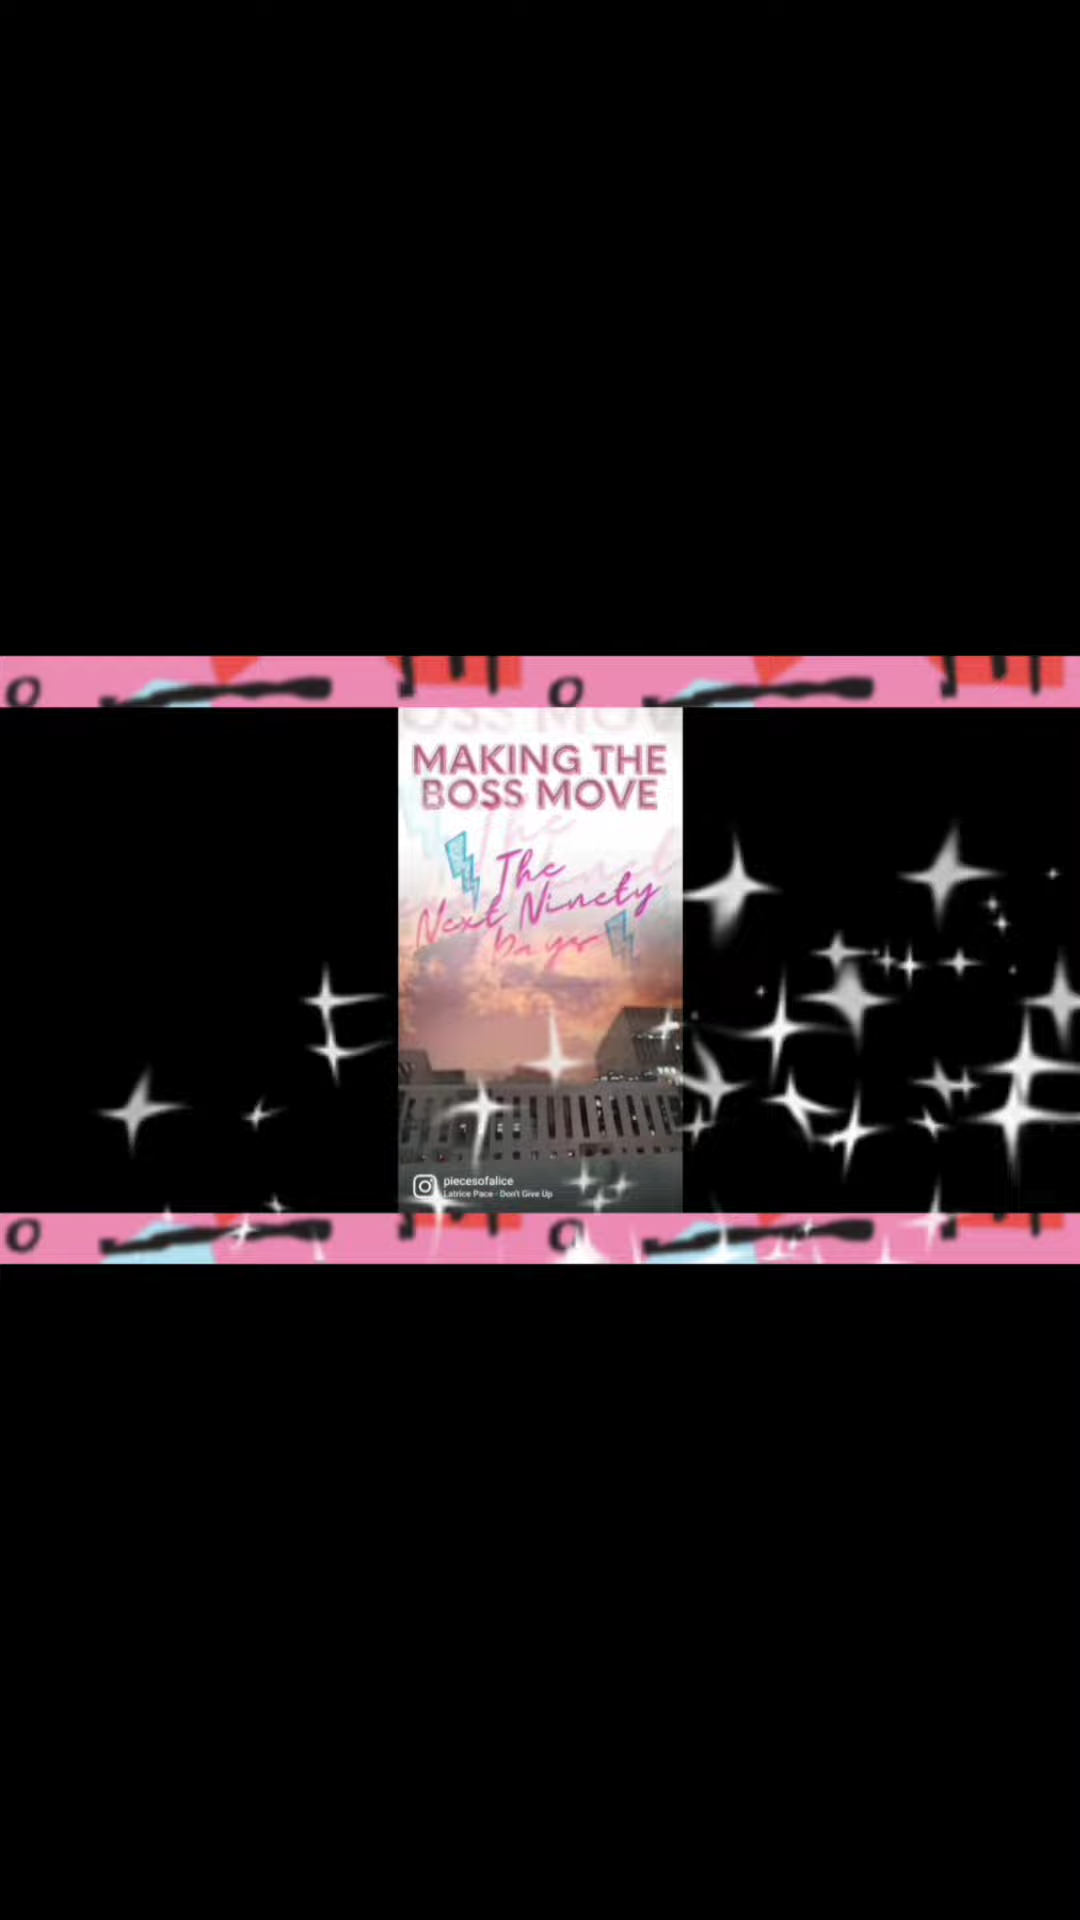 MAKING THE
BOSS MOVE
The
Next Ninety
Days
piecesofalice
Latrice Pace · Don't Give Up